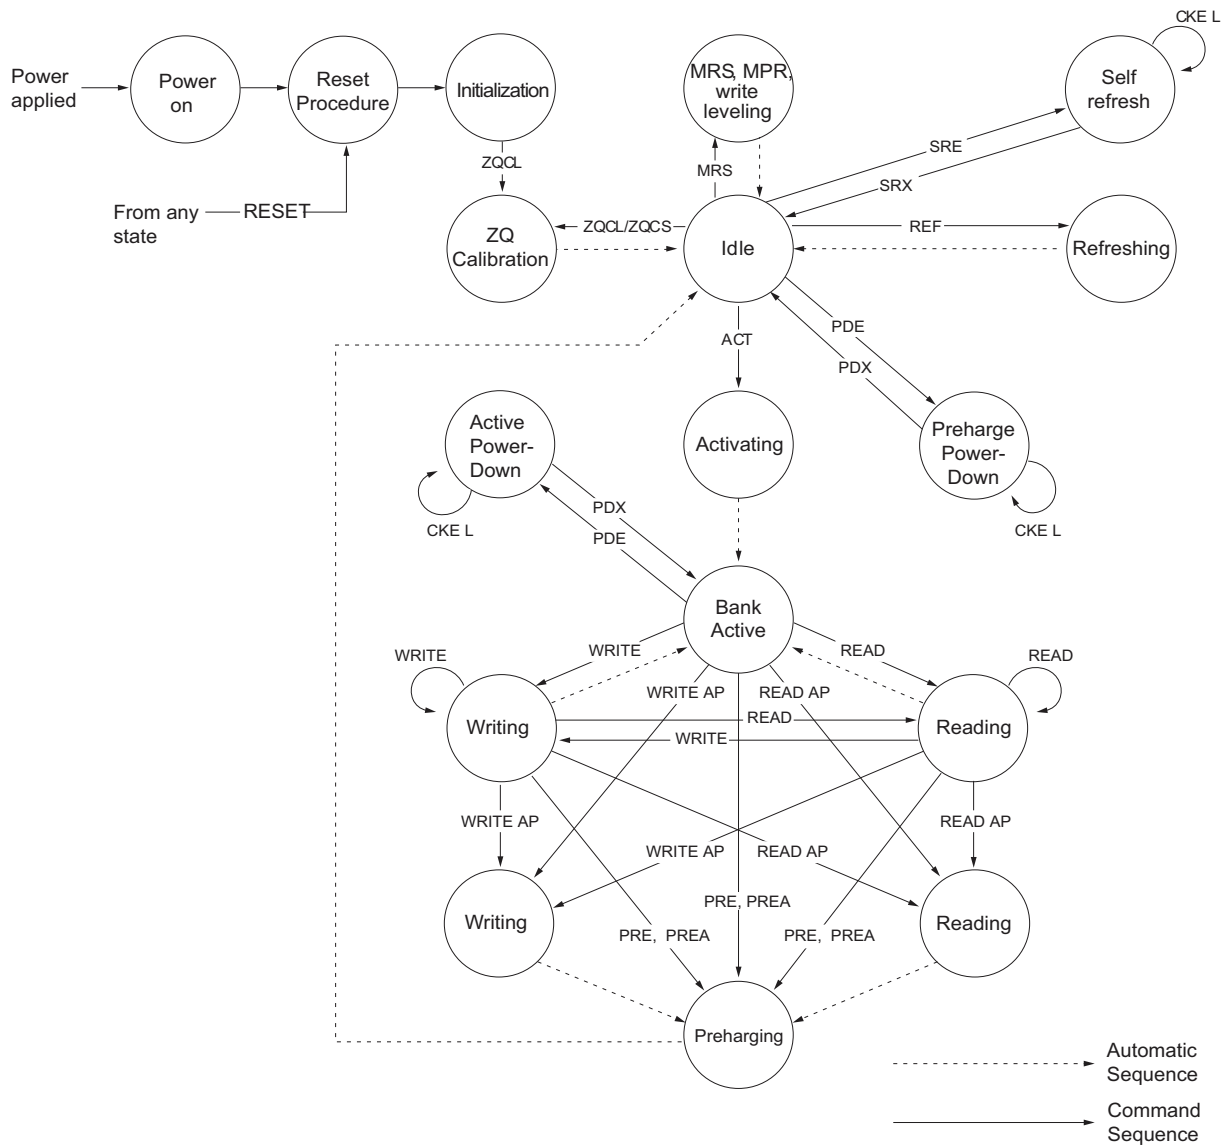 CKE L
Power
applied
Power
on
Reset
Procedure
Initialization
MRS, MPR,
write
leveling
Self
refresh
ZQCL
MRS
SRE
SRX
From any
state
RESET
ZQ
Calibration
ZQCL/ZQCS
Idle
REF
Refreshing
ACT
PDE
PDX
Active
Power-
Down
Activating
Preharge
Power-
Down
CKE L
PDX
PDE
CKE L
Bank
Active
WRITE
WRITE
READ
READ
WRITE AP
READ AP
Writing
READ
WRITE
Reading
WRITE AP
READ AP
WRITE AP
READ AP
PRE, PREA
Writing
Reading
PRE, PREA
PRE, PREA
Preharging
Automatic
Sequence
Command
Sequence